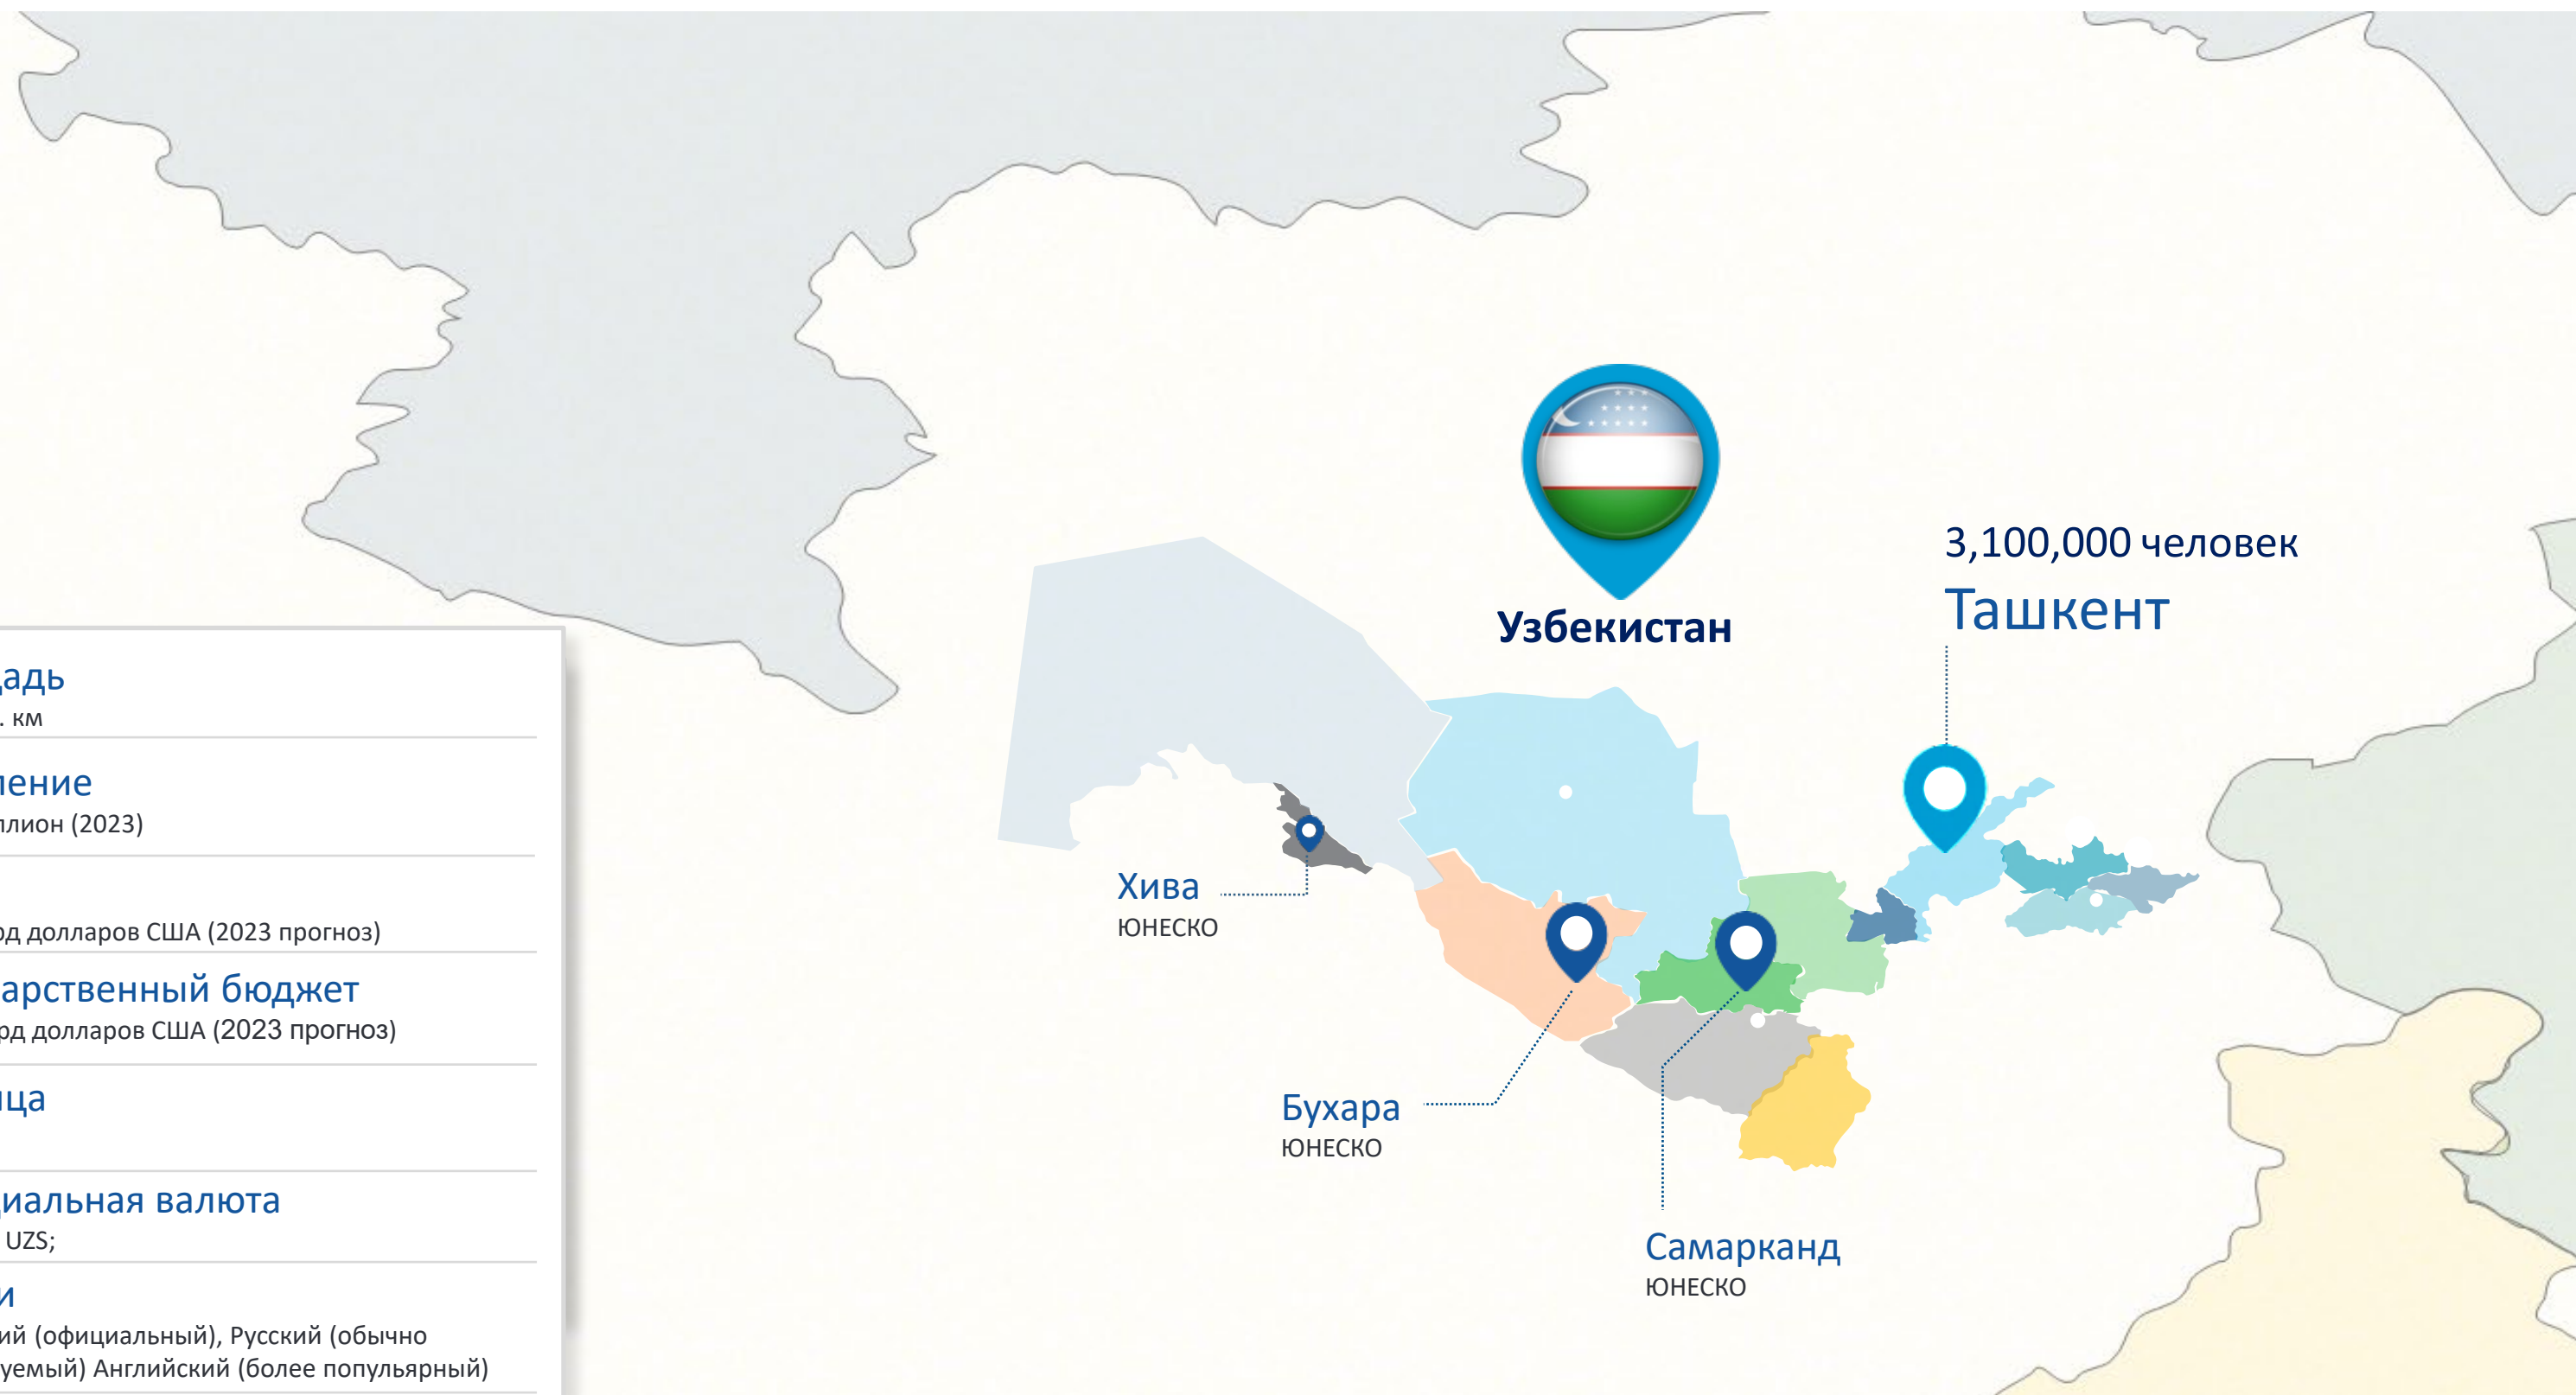 Узбекистан
3,100,000 человек
Ташкент
Хива
ЮНЕСКО
Бухара
ЮНЕСКО
Самарканд
ЮНЕСКО
адь
. км
ление
ллион (2023)
рд долларов США (2023 прогноз)
арственный бюджет
рд долларов США (2023 прогноз)
ица
циальная валюта
UZS;
и
ий (официальный), Русский (обычно
уемый) Английский (более попульярный)